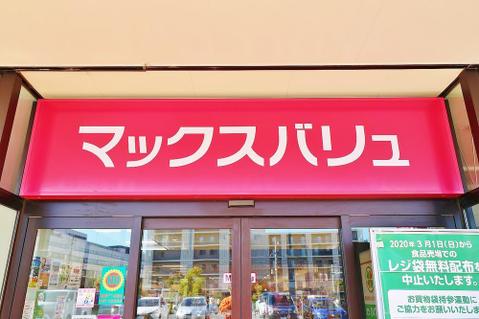 マックスバリュ
2020年3月1日(日)から
食品売場での
レジ袋無料配布を
中止いたします。
お買物袋持参運動に
ご協力をお願いいたしま